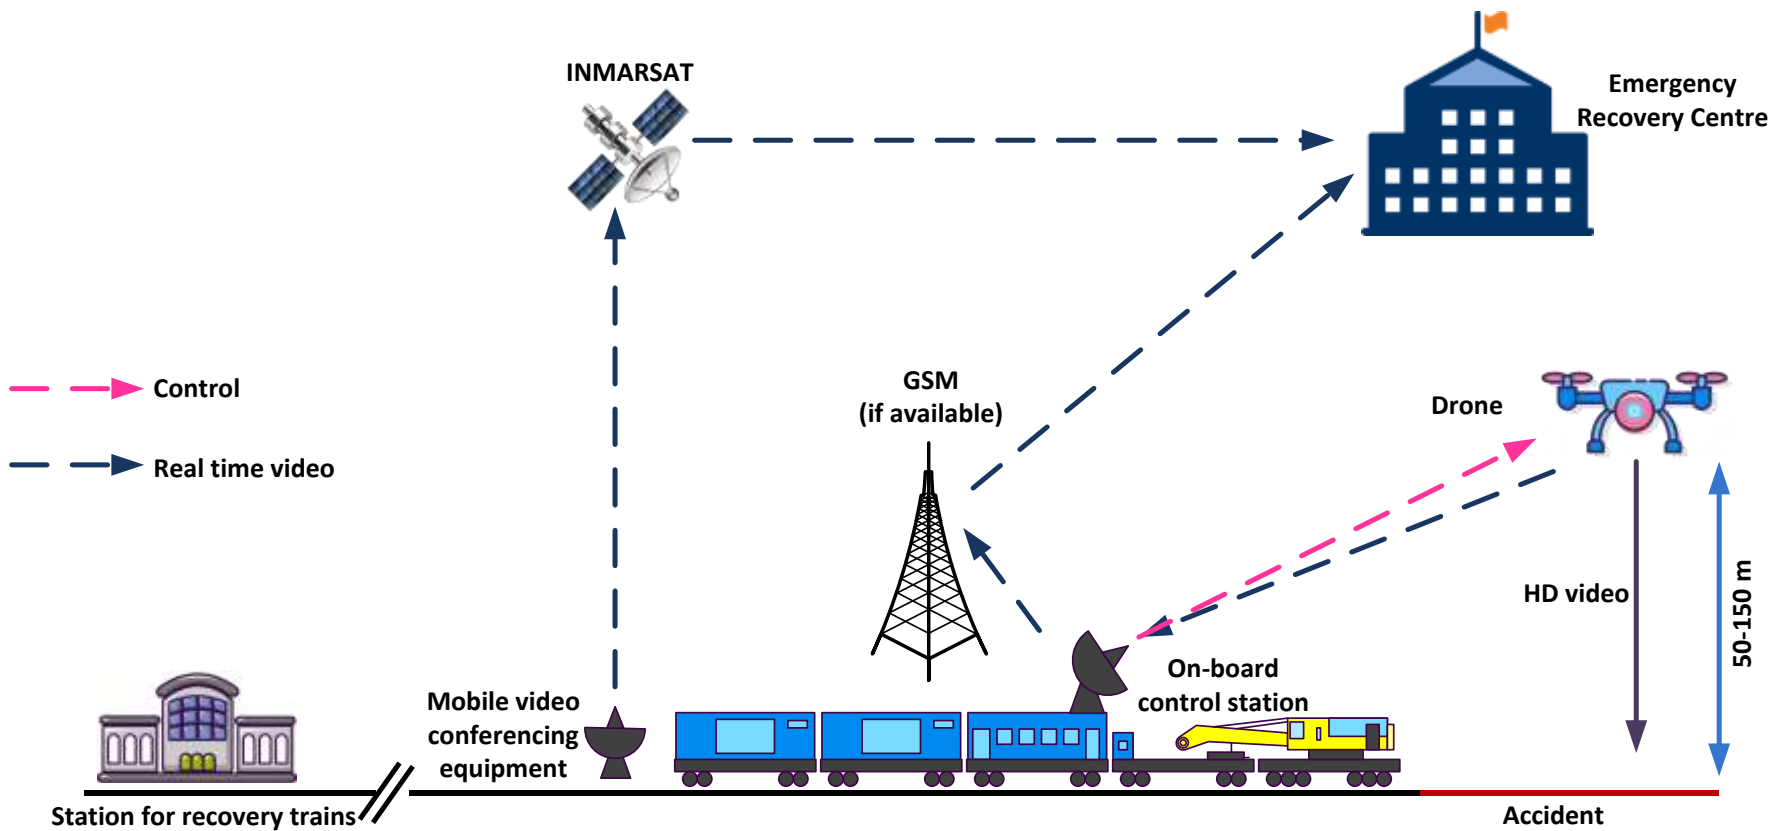 INMARSAT
Emergency
Recovery Centre
Control
Real time video
GSM
(if available)
Drone
HD video
50-150 m
On-board
control station
Mobile video
conferencing
equipment
Station for recovery trains
Accident